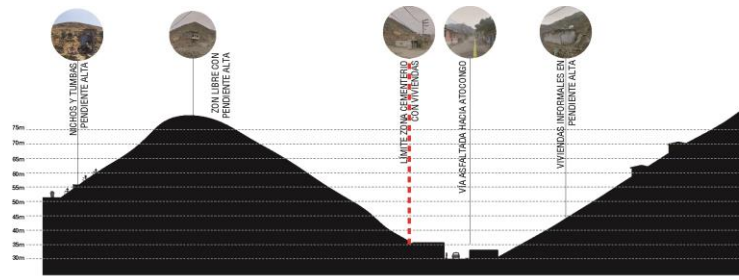 NICHOS Y TUMBAS
PENDIENTE ALTA
ZON LIBRE CON
PENDIENTE ALTA
LÍMITE ZONA CEMENTERIO
CON VIVIENDAS
VÍA ASFALTADA HACIA ATOCONGO
VIVIENDAS INFORMALES EN
PENDIENTE ALTA
75m
70m
65m
60m
55m
50m
45m
40m
35m
30m